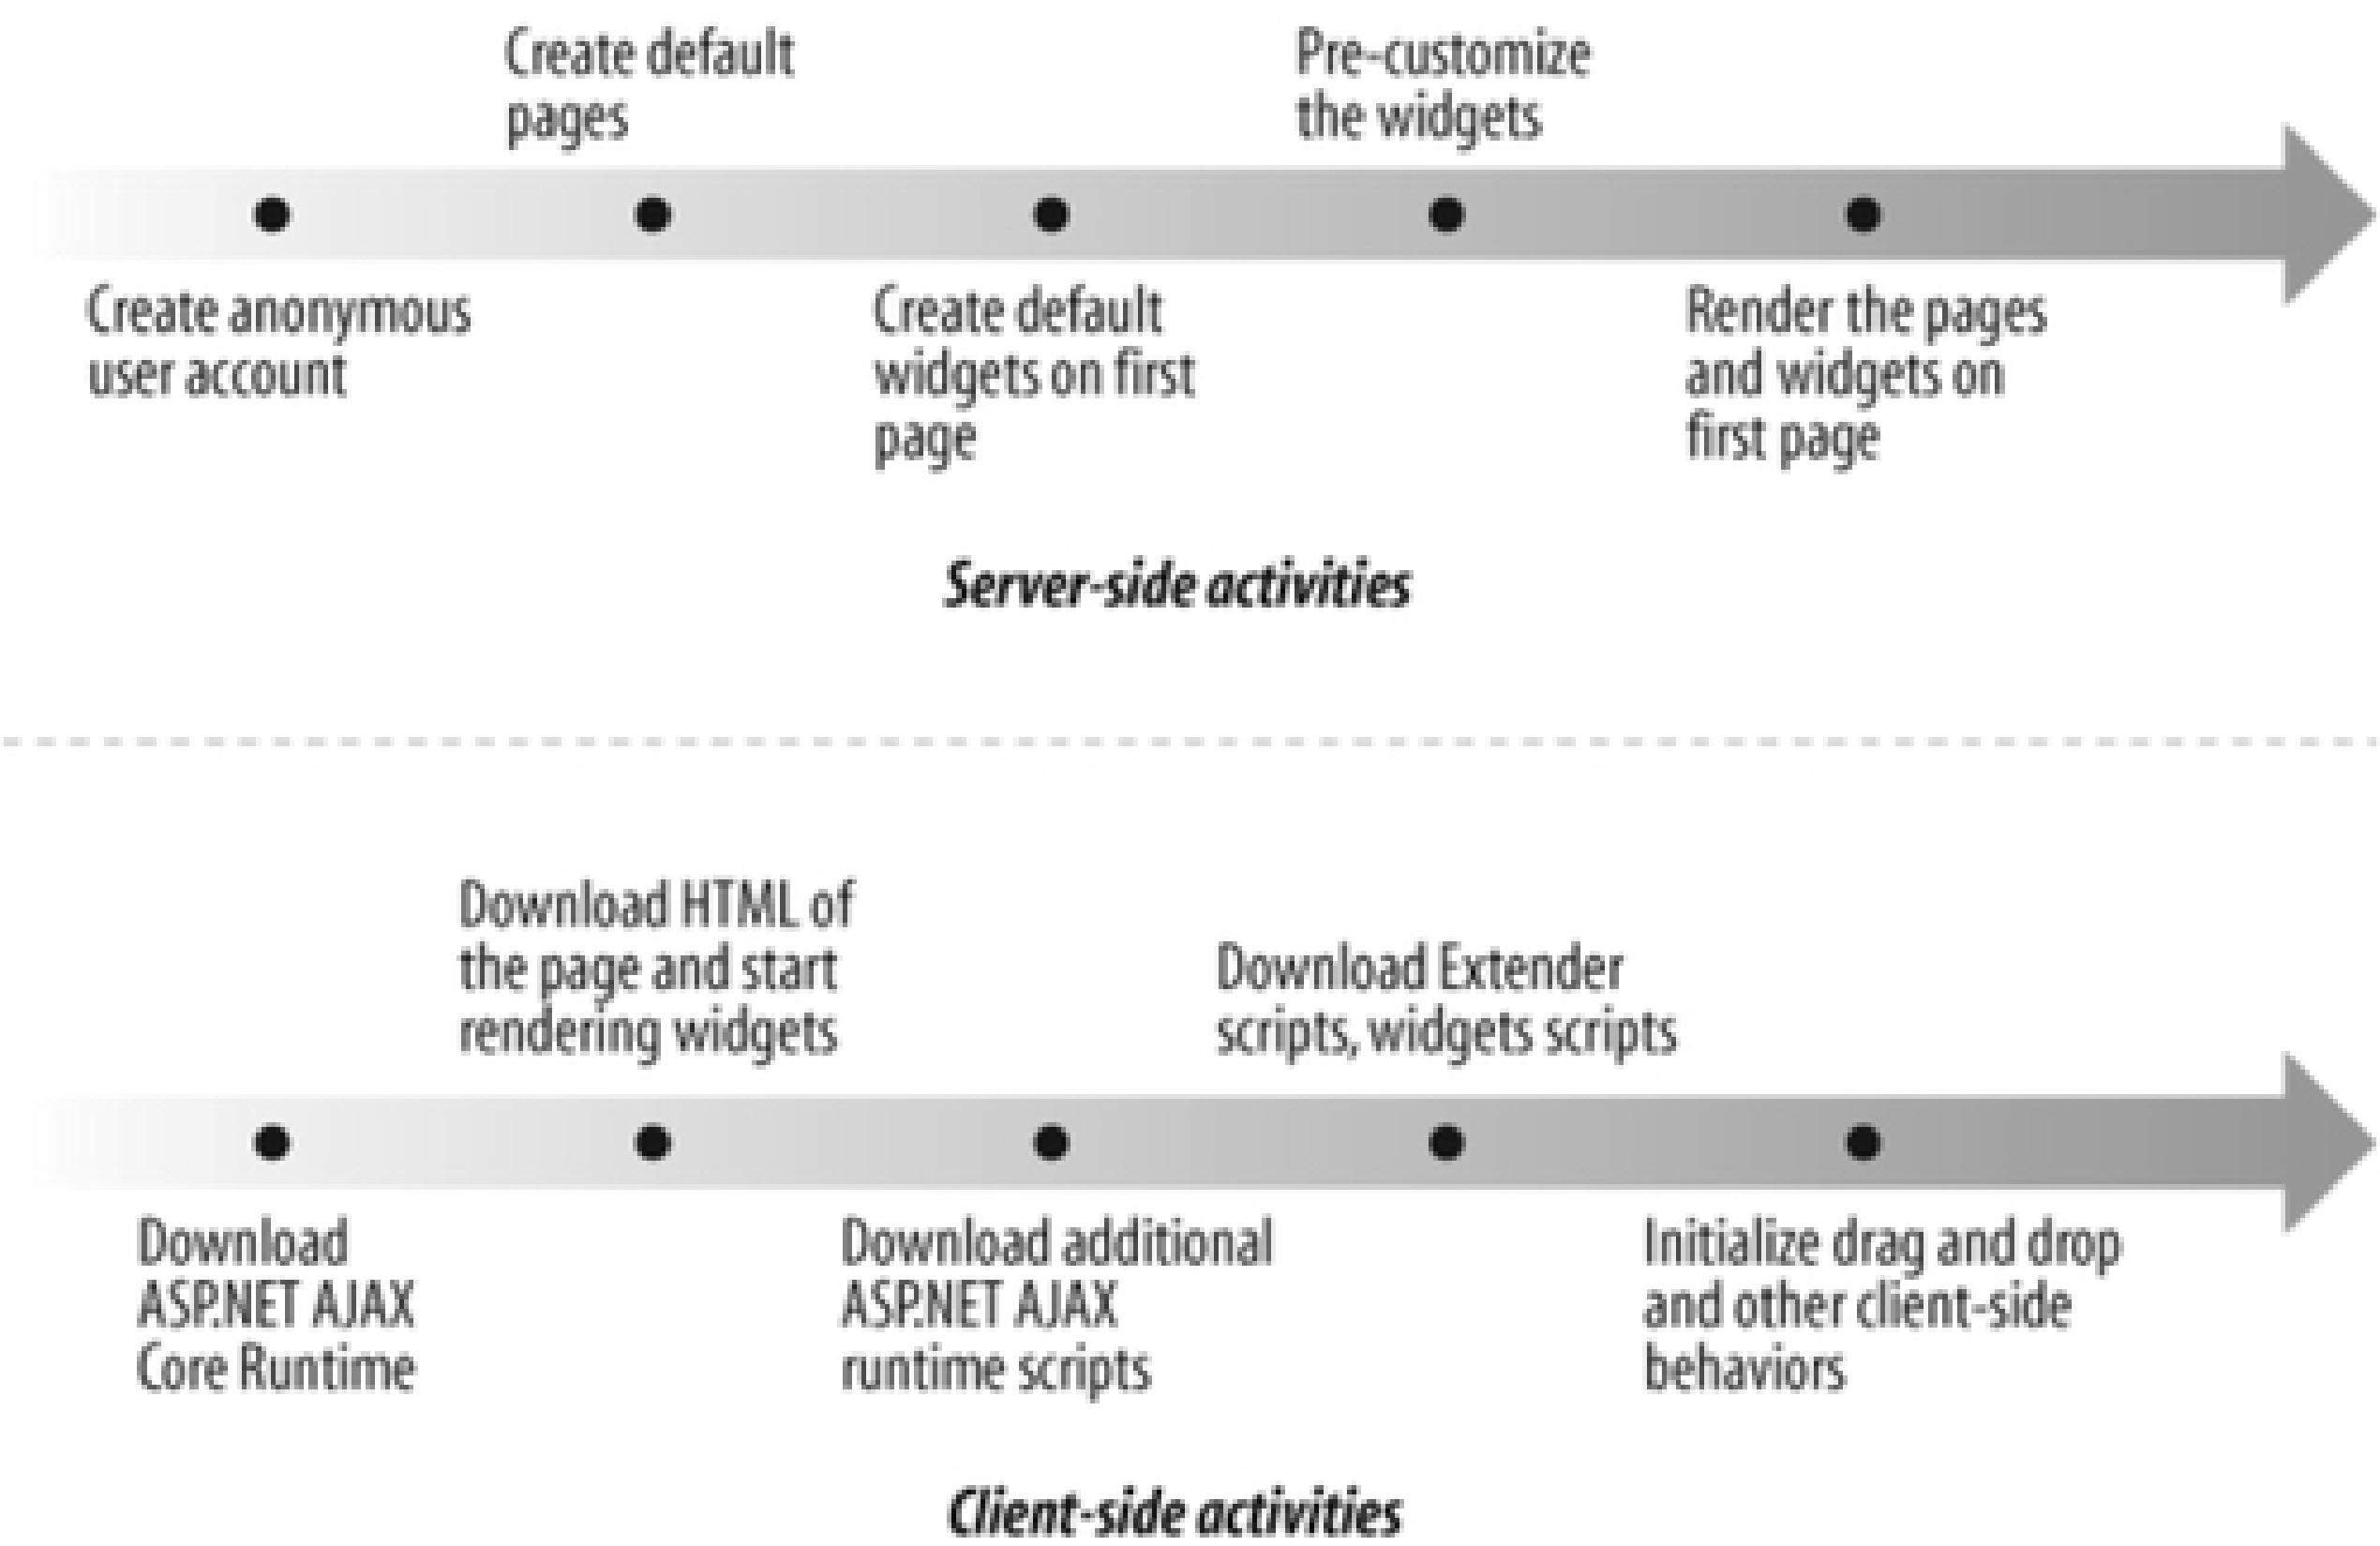 Create default
pages
Pre-customize
the widgets
Create anonymous
user account
Create default
widgets on first
page
Render the pages
and widgets on
first page
Server-side activities
Download HTML of
the page and start
rendering widgets
Download Extender
scripts, widgets scripts
Download
ASP.NET AJAX
Core Runtime
Download additional
ASP.NET AJAX
runtime scripts
Initialize drag and drop
and other client-side
behaviors
Client-side activities